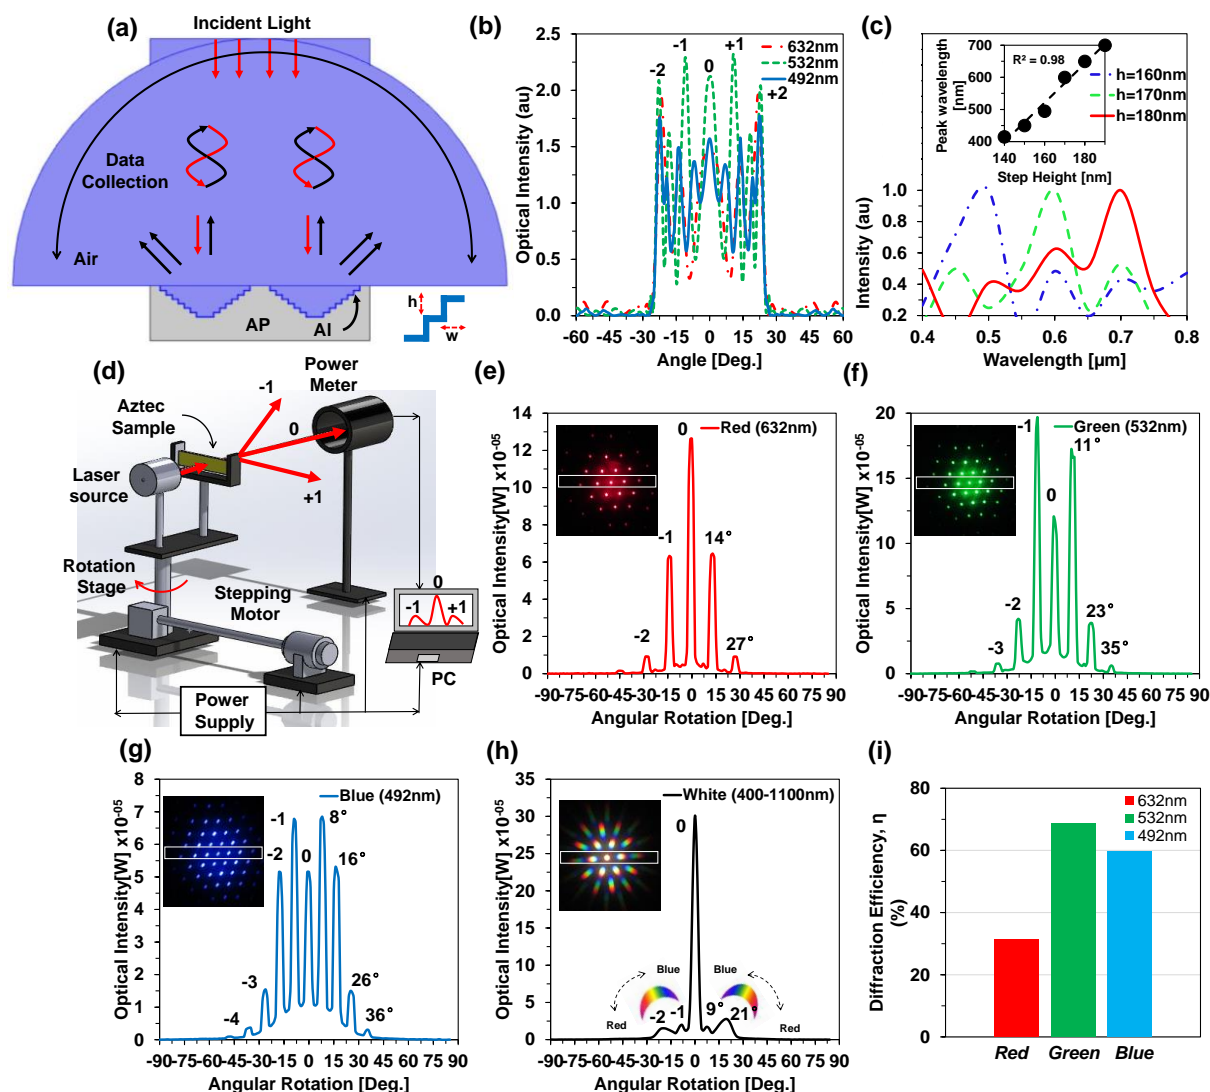 (a)
Incident Light
Data
Collection
Air
AP
Al
h
w
(b)
Optical Intensity (au)
2.5
2.0
1.5
1.0
0.5
0.0
-2
-1
0
+1
+2
632nm
532nm
492nm
-60 -45 -30 -15 0 15 30 45 60
Angle [Deg.]
(c)
Peak wavelength
[nm]
700
600
500
400
R² = 0.98
140 160 180
Step Height [nm]
h=160nm
h=170nm
h=180nm
Intensity (au)
1.0
0.8
0.6
0.4
0.2
0.4 0.5 0.6 0.7 0.8
Wavelength [µm]
(d)
Power
Meter
-1
0
+1
Aztec
Sample
Laser
source
Rotation
Stage
Stepping
Motor
0
-1 +1
PC
Power
Supply
(e)
Optical Intensity[W] x10⁻⁰⁵
14
12
10
8
6
4
2
0
0
Red (632nm)
-1
14°
-2
27°
-90-75-60-45-30-15 0 15 30 45 60 75 90
Angular Rotation [Deg.]
(f)
Optical Intensity[W] x10⁻⁰⁵
20
15
10
5
0
-1
Green (532nm)
11°
0
-2
23°
-3
35°
-90-75-60-45-30-15 0 15 30 45 60 75 90
Angular Rotation [Deg.]
(g)
Optical Intensity[W] x10⁻⁰⁵
8
7
6
5
4
3
2
1
0
Blue (492nm)
-1
8°
-2
0
16°
-3
26°
-4
36°
-90-75-60-45-30-15 0 15 30 45 60 75 90
Angular Rotation [Deg.]
(h)
Optical Intensity[W] x10⁻⁰⁵
35
30
25
20
15
10
5
0
White (400-1100nm)
0
Blue
Blue
Red
-2
-1
9°
21°
Red
-90-75-60-45-30-15 0 15 30 45 60 75 90
Angular Rotation [Deg.]
(i)
Diffraction Efficiency, η
(%)
80
60
40
20
0
632nm
532nm
492nm
Red Green Blue